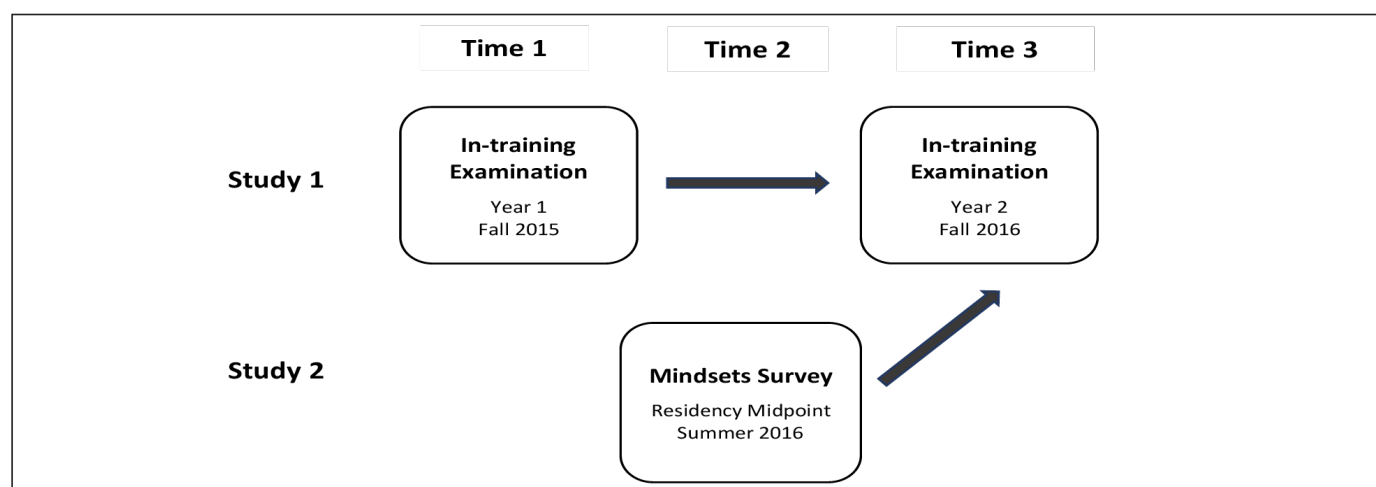 Time 1
Time 2
Time 3
Study 1
In-training
Examination
Year 1
Fall 2015
In-training
Examination
Year 2
Fall 2016
Study 2
Mindsets Survey
Residency Midpoint
Summer 2016